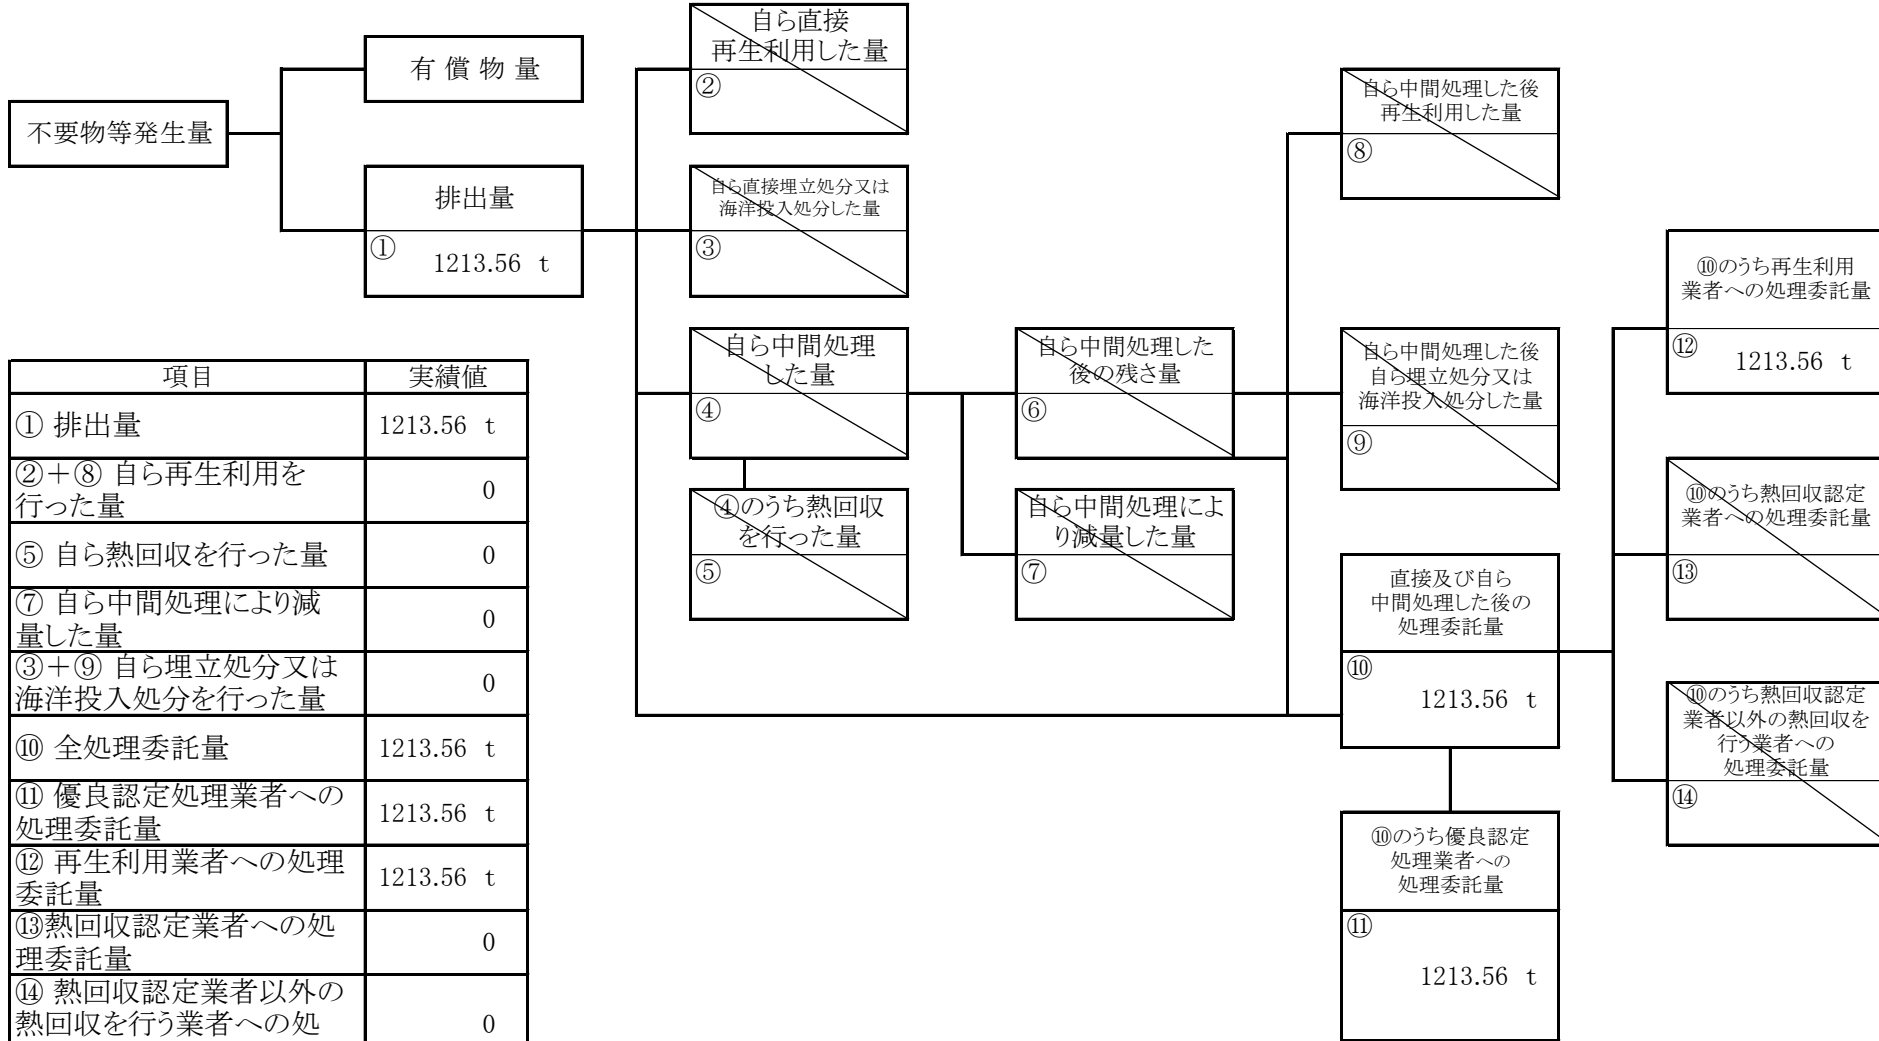 不要物等発生量
有 償 物 量
排出量
①
1213.56 t
自ら直接
再生利用した量
②
自ら直接埋立処分又は
海洋投入処分した量
③
自ら中間処理
した量
④
④のうち熱回収
を行った量
⑤
自ら中間処理した
後の残さ量
⑥
自ら中間処理によ
り減量した量
⑦
自ら中間処理した後
再生利用した量
⑧
自ら中間処理した後
自ら埋立処分又は
海洋投入処分した量
⑨
直接及び自ら
中間処理した後の
処理委託量
⑩
1213.56 t
⑩のうち優良認定
処理業者への
処理委託量
⑪
1213.56 t
⑩のうち再生利用
業者への処理委託量
⑫
1213.56 t
⑩のうち熱回収認定
業者への処理委託量
⑬
⑩のうち熱回収認定
業者以外の熱回収を
行う業者への
処理委託量
⑭
項目 実績値
① 排出量 1213.56 t
②+⑧ 自ら再生利用を
行った量 0
⑤ 自ら熱回収を行った量 0
⑦ 自ら中間処理により減
量した量 0
③+⑨ 自ら埋立処分又は
海洋投入処分を行った量 0
⑩ 全処理委託量 1213.56 t
⑪ 優良認定処理業者への
処理委託量 1213.56 t
⑫ 再生利用業者への処理
委託量 1213.56 t
⑬熱回収認定業者への処
理委託量 0
⑭ 熱回収認定業者以外の
熱回収を行う業者への処 0